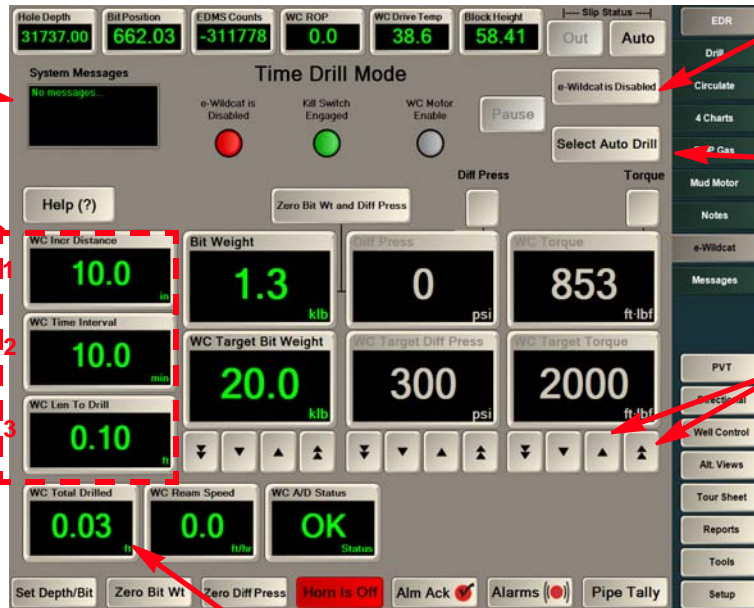 Hole Depth
31737.00
Bit Position
662.03
EDMS Counts
-311778
WC ROP
0.0
WC Drive Temp
38.6
Block Height
58.41
|---- Slip Status ----|
Out
Auto
System Messages
No messages...
Time Drill Mode
e-Wildcat is Disabled
Kill Switch Engaged
WC Motor Enable
Pause
e-Wildcat is Disabled
Select Auto Drill
Help (?)
Zero Bit Wt and Diff Press
Diff Press
Torque
1
WC Incr Distance
10.0
in
2
WC Time Interval
10.0
min
3
WC Len To Drill
0.10
ft
Bit Weight
1.3
klb
Diff Press
0
psi
WC Torque
853
ft·lbf
WC Target Bit Weight
20.0
klb
WC Target Diff Press
300
psi
WC Target Torque
2000
ft·lbf
WC Total Drilled
0.03
ft
WC Ream Speed
0.0
ft/hr
WC A/D Status
OK
Status
Set Depth/Bit
Zero Bit Wt
Zero Diff Press
Horn Is Off
Alm Ack
Alarms
Pipe Tally
EDR
Drill
Circulate
4 Charts
Gas
Mud Motor
Notes
e-Wildcat
Messages
PVT
Directional
Well Control
Alt. Views
Tour Sheet
Reports
Tools
Setup